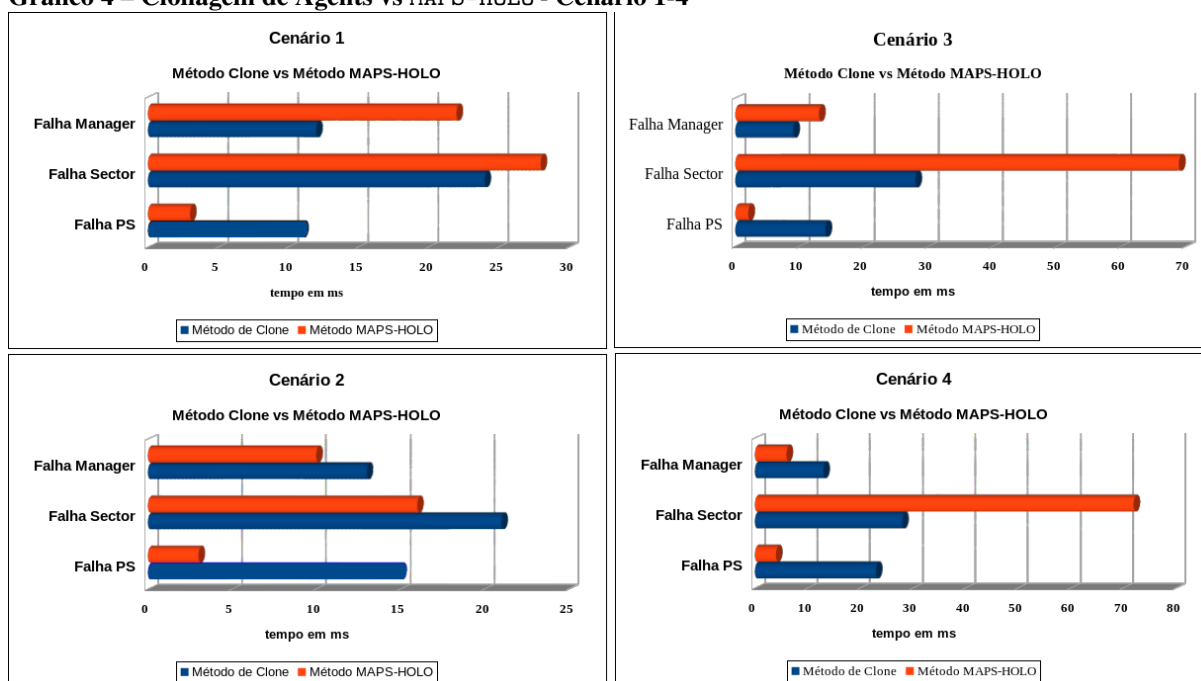 Gráfico 4 – Clonagem de Agents vs MAPS-HOLO - Cenário 1-4
Cenário 1
Método Clone vs Método MAPS-HOLO
Falha Manager
Falha Sector
Falha PS
0 5 10 15 20 25 30
tempo em ms
Método de Clone Método MAPS-HOLO
Cenário 3
Método Clone vs Método MAPS-HOLO
Falha Manager
Falha Sector
Falha PS
0 10 20 30 40 50 60 70
tempo em ms
Método de Clone Método MAPS-HOLO
Cenário 2
Método Clone vs Método MAPS-HOLO
Falha Manager
Falha Sector
Falha PS
0 5 10 15 20 25
tempo em ms
Método de Clone Método MAPS-HOLO
Cenário 4
Método Clone vs Método MAPS-HOLO
Falha Manager
Falha Sector
Falha PS
0 10 20 30 40 50 60 70 80
tempo em ms
Método de Clone Método MAPS-HOLO